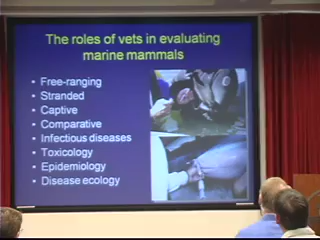 The roles of vets in evaluating
marine mammals
• Free-ranging
• Stranded
• Captive
• Comparative
• Infectious diseases
• Toxicology
• Epidemiology
• Disease ecology